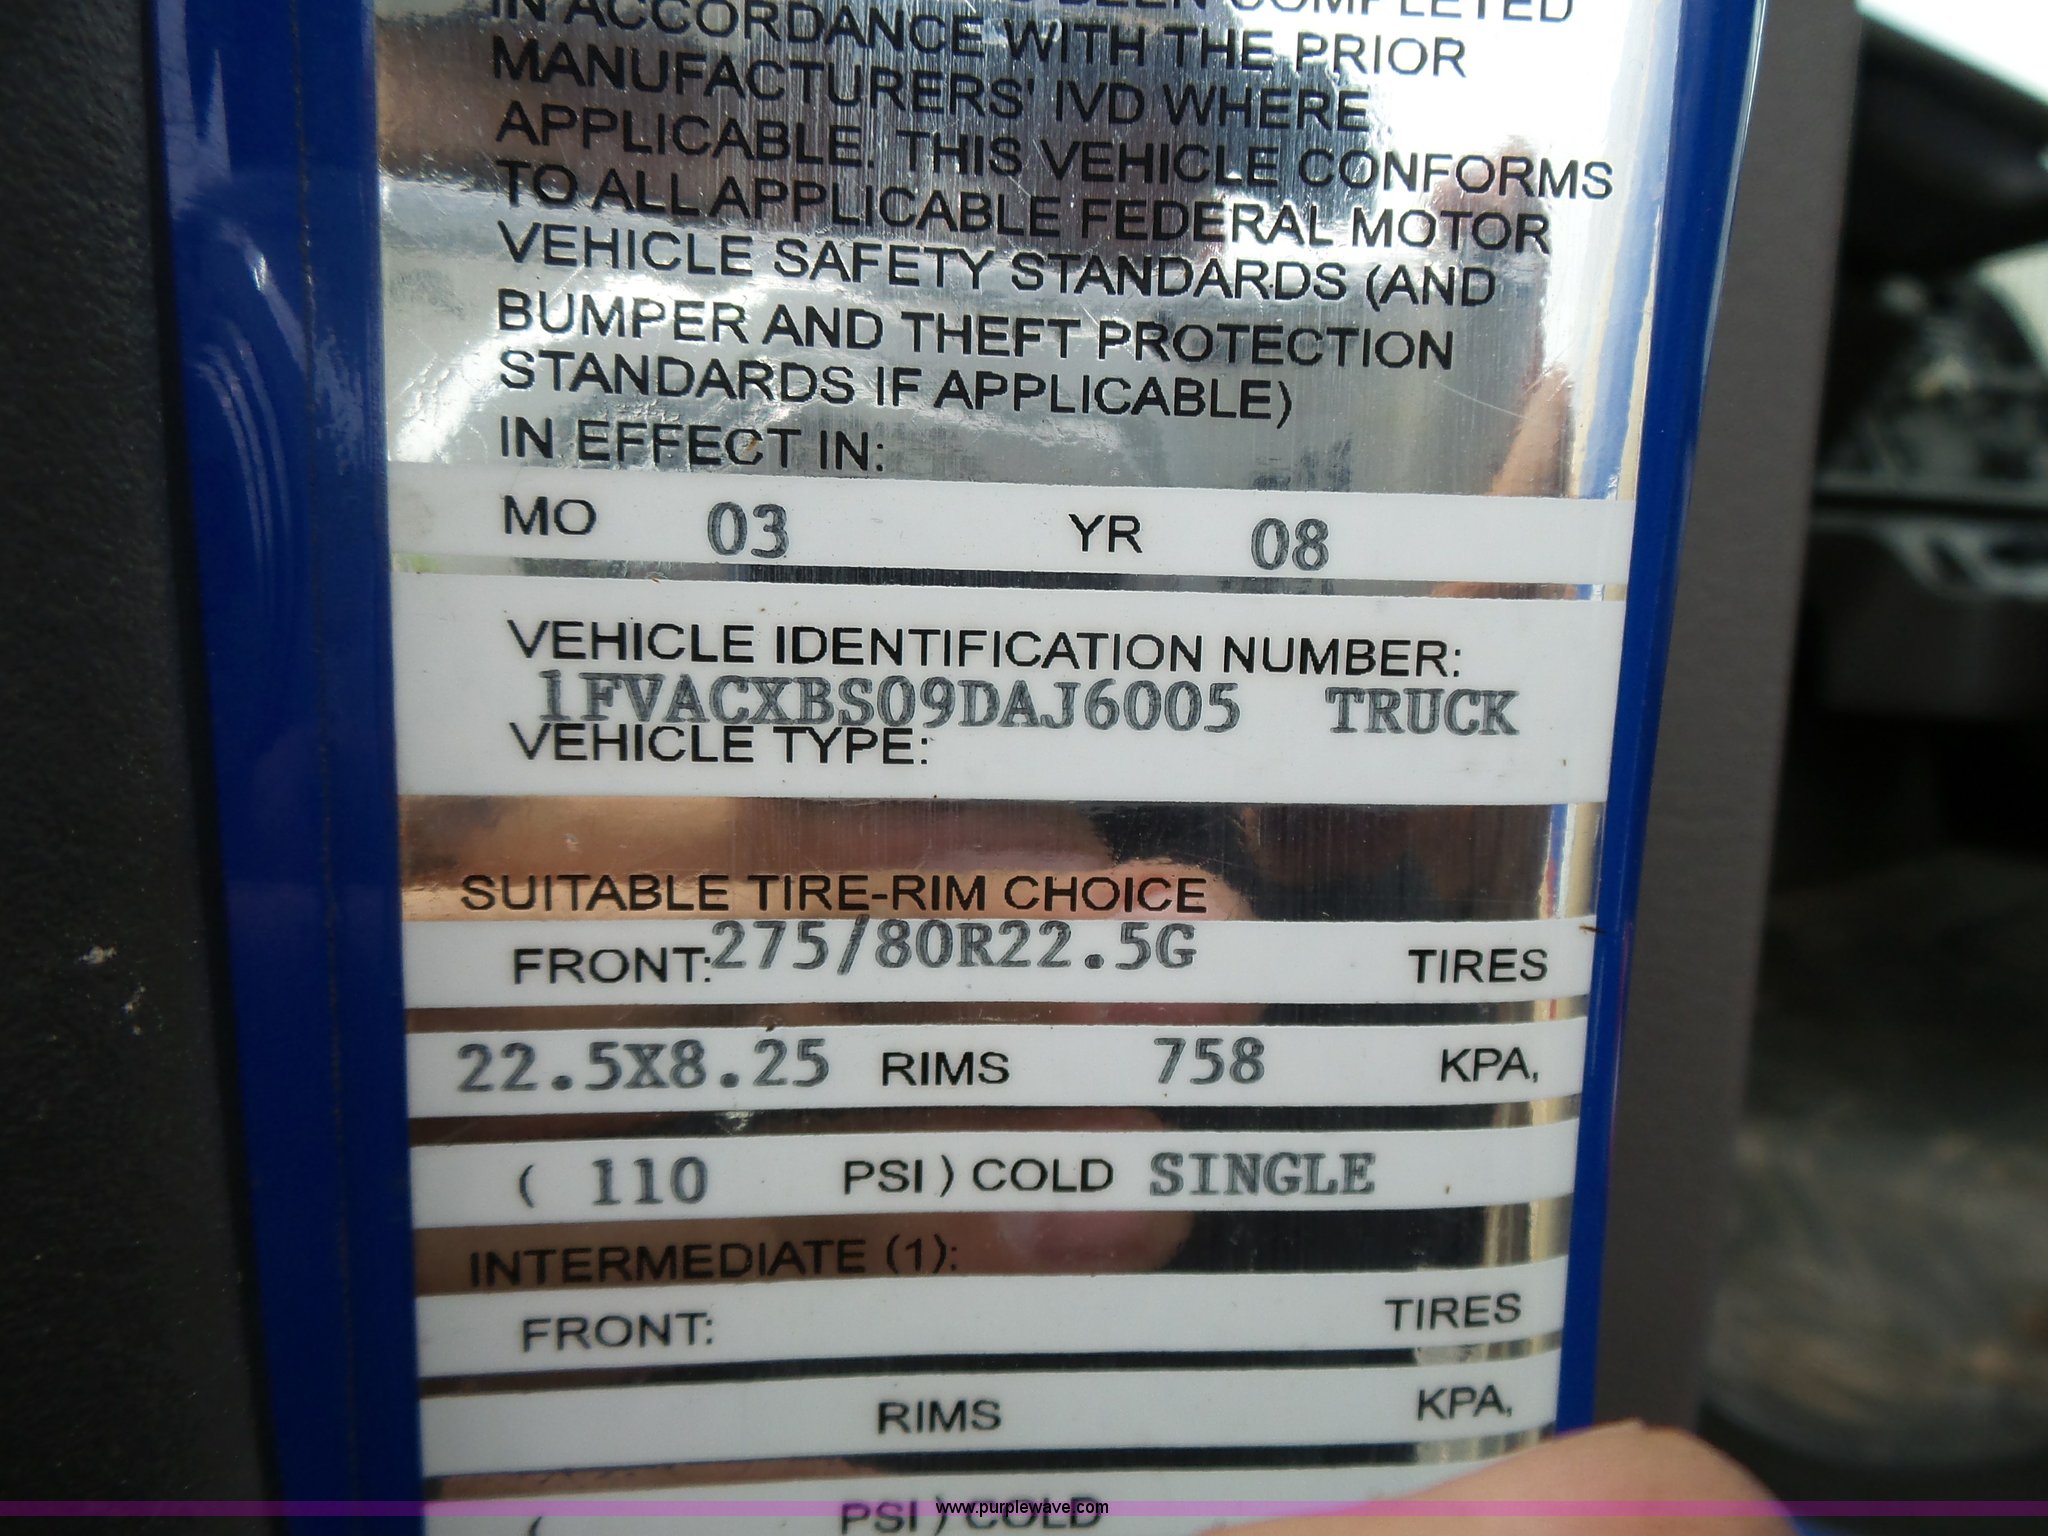 BEEN COMPLETED
IN ACCORDANCE WITH THE PRIOR
MANUFACTURERS' IVD WHERE
APPLICABLE. THIS VEHICLE CONFORMS
TO ALL APPLICABLE FEDERAL MOTOR
VEHICLE SAFETY STANDARDS (AND
BUMPER AND THEFT PROTECTION
STANDARDS IF APPLICABLE)
IN EFFECT IN:
MO 03 YR 08
VEHICLE IDENTIFICATION NUMBER:
1FVACXBS09DAJ6005 TRUCK
VEHICLE TYPE:
SUITABLE TIRE-RIM CHOICE
FRONT:275/80R22.5G TIRES
22.5X8.25 RIMS 758 KPA,
( 110 PSI ) COLD SINGLE
INTERMEDIATE (1):
FRONT: TIRES
RIMS KPA,
( PSI ) COLD
www.purplewave.com